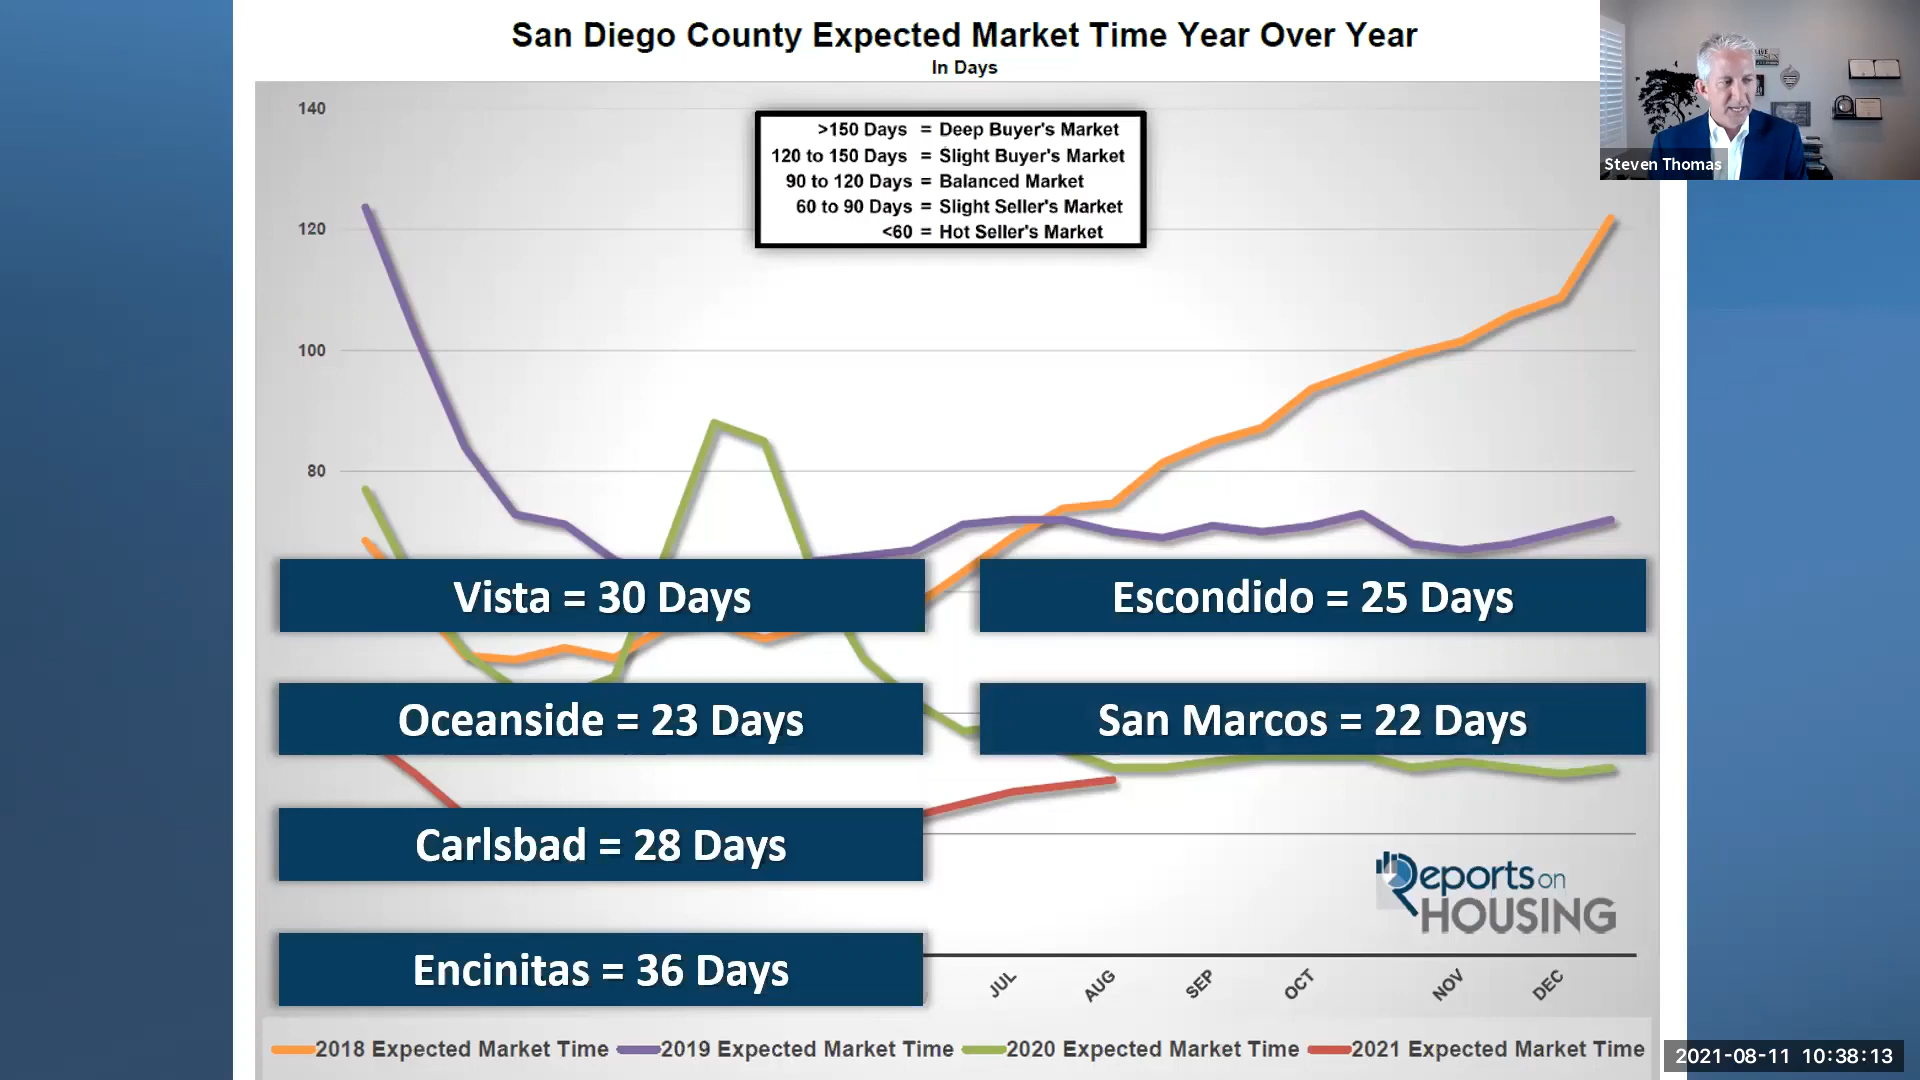 San Diego County Expected Market Time Year Over Year
In Days
Steven Thomas
140
120
100
80
>150 Days = Deep Buyer's Market
120 to 150 Days = Slight Buyer's Market
90 to 120 Days = Balanced Market
60 to 90 Days = Slight Seller's Market
<60 = Hot Seller's Market
Vista = 30 Days
Escondido = 25 Days
Oceanside = 23 Days
San Marcos = 22 Days
Carlsbad = 28 Days
Encinitas = 36 Days
Reports on
HOUSING
JUL AUG SEP OCT NOV DEC
2018 Expected Market Time 2019 Expected Market Time 2020 Expected Market Time 2021 Expected Market Time
2021-08-11 10:38:13